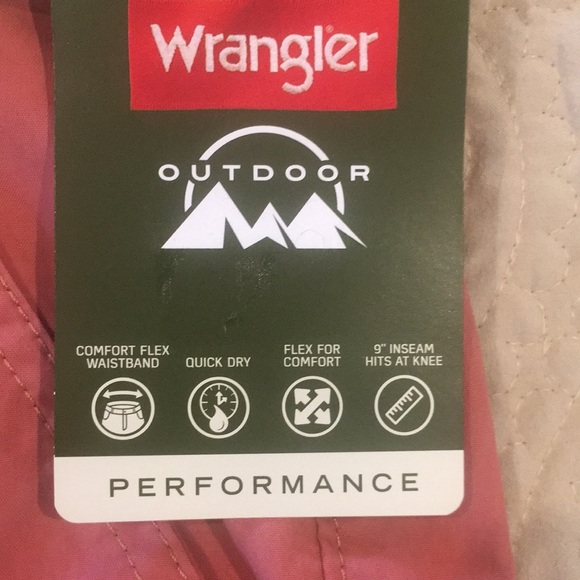 Wrangler
OUTDOOR
COMFORT FLEX
WAISTBAND
QUICK DRY
FLEX FOR
COMFORT
9" INSEAM
HITS AT KNEE
PERFORMANCE